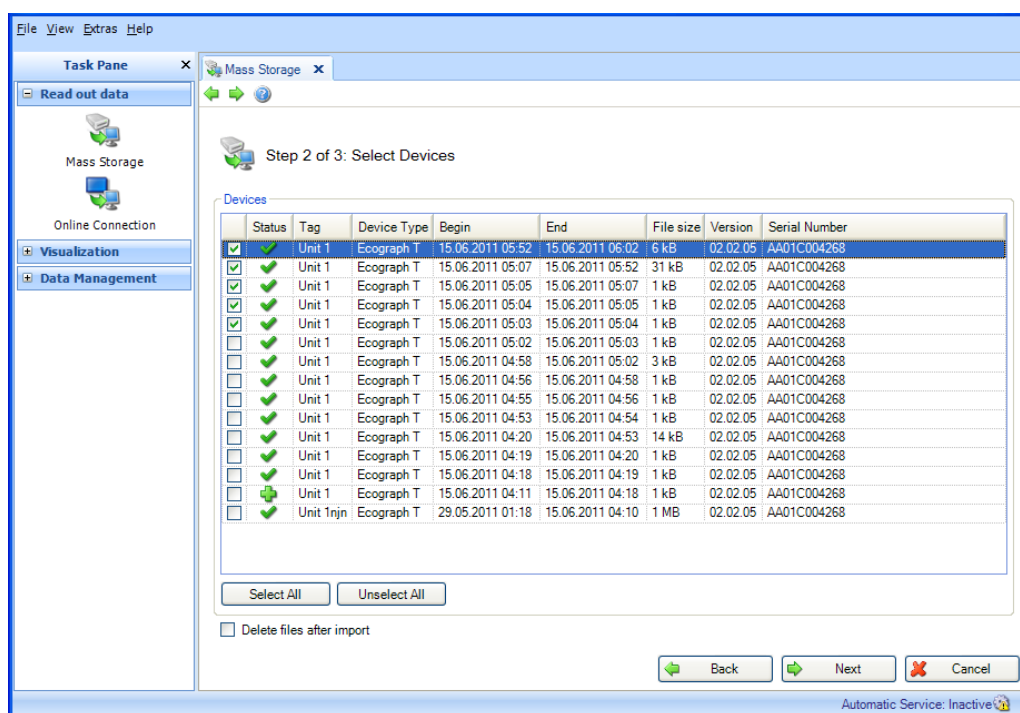 File View Extras Help
Task Pane
Mass Storage
Read out data
Mass Storage
Online Connection
Visualization
Data Management
Step 2 of 3: Select Devices
Devices
Status Tag Device Type Begin End File size Version Serial Number
Unit 1 Ecograph T 15.06.2011 05:52 15.06.2011 06:02 6 kB 02.02.05 AA01C004268
Unit 1 Ecograph T 15.06.2011 05:07 15.06.2011 05:52 31 kB 02.02.05 AA01C004268
Unit 1 Ecograph T 15.06.2011 05:05 15.06.2011 05:07 1 kB 02.02.05 AA01C004268
Unit 1 Ecograph T 15.06.2011 05:04 15.06.2011 05:05 1 kB 02.02.05 AA01C004268
Unit 1 Ecograph T 15.06.2011 05:03 15.06.2011 05:04 1 kB 02.02.05 AA01C004268
Unit 1 Ecograph T 15.06.2011 05:02 15.06.2011 05:03 1 kB 02.02.05 AA01C004268
Unit 1 Ecograph T 15.06.2011 04:58 15.06.2011 05:02 3 kB 02.02.05 AA01C004268
Unit 1 Ecograph T 15.06.2011 04:56 15.06.2011 04:58 1 kB 02.02.05 AA01C004268
Unit 1 Ecograph T 15.06.2011 04:55 15.06.2011 04:56 1 kB 02.02.05 AA01C004268
Unit 1 Ecograph T 15.06.2011 04:53 15.06.2011 04:54 1 kB 02.02.05 AA01C004268
Unit 1 Ecograph T 15.06.2011 04:20 15.06.2011 04:53 14 kB 02.02.05 AA01C004268
Unit 1 Ecograph T 15.06.2011 04:19 15.06.2011 04:20 1 kB 02.02.05 AA01C004268
Unit 1 Ecograph T 15.06.2011 04:18 15.06.2011 04:19 1 kB 02.02.05 AA01C004268
Unit 1 Ecograph T 15.06.2011 04:11 15.06.2011 04:18 1 kB 02.02.05 AA01C004268
Unit 1njn Ecograph T 29.05.2011 01:18 15.06.2011 04:10 1 MB 02.02.05 AA01C004268
Select All Unselect All
Delete files after import
Back Next Cancel
Automatic Service: Inactive